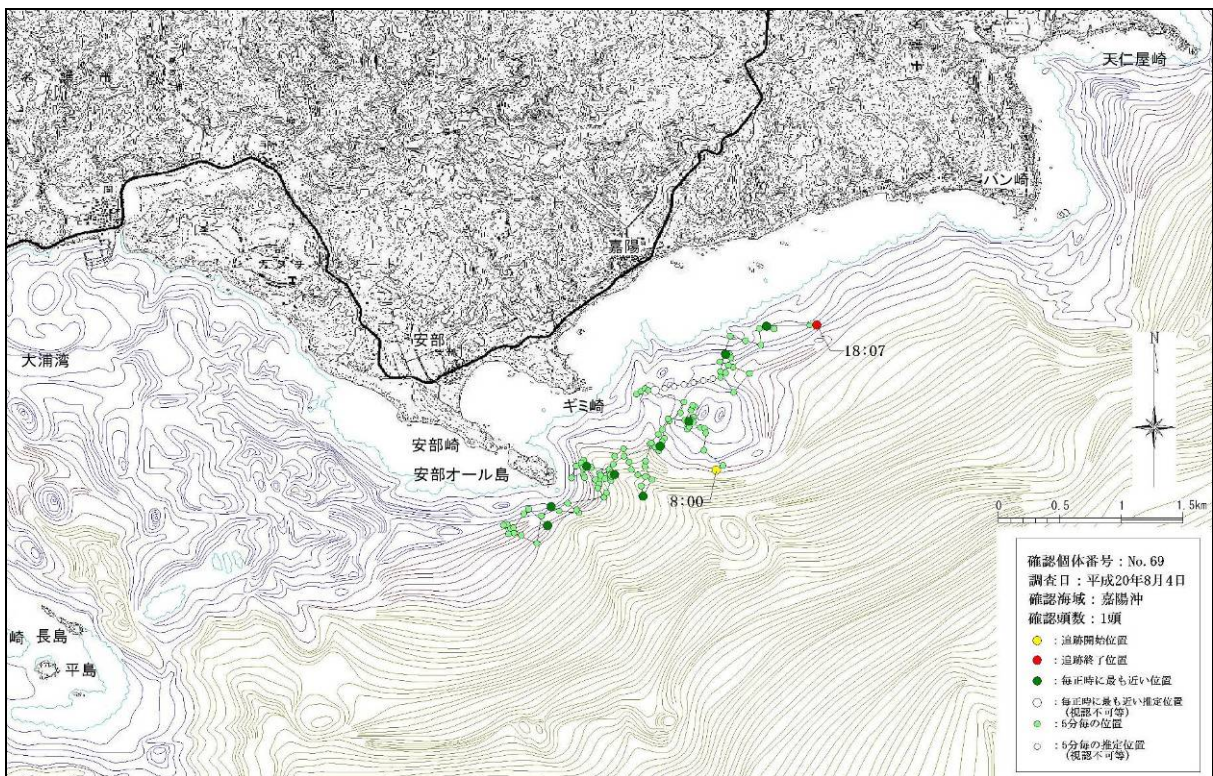 天仁屋崎
バン崎
嘉陽
安部
大浦湾
ギミ崎
安部崎
安部オール島
18:07
8:00
N
0 0.5 1 1.5km
崎 長島
平島
確認個体番号：No.69
調査日：平成20年8月4日
確認海域：嘉陽沖
確認頭数：1頭
：追跡開始位置
：追跡終了位置
：毎正時に最も近い位置
：毎正時に最も近い推定位置
（視認不可等）
：5分毎の位置
：5分毎の推定位置
（視認不可等）